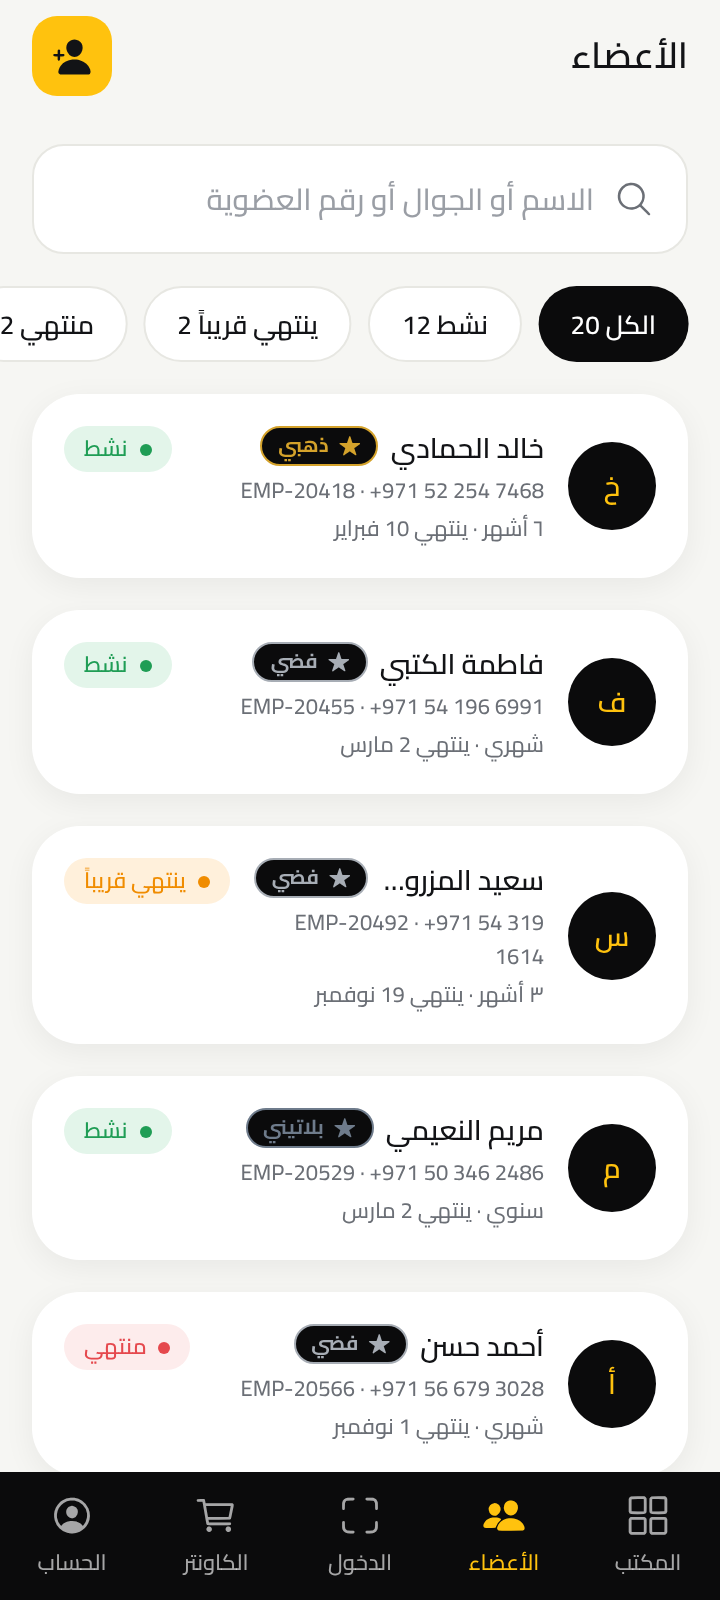 الأعضاء
الاسم أو الجوال أو رقم العضوية
الكل 20
نشط 12
ينتهي قريباً 2
منتهي 2
خ
خالد الحمادي
ذهبي
نشط
EMP-20418 · +971 52 254 7468
٦ أشهر · ينتهي 10 فبراير
ف
فاطمة الكتبي
فضي
نشط
EMP-20455 · +971 54 196 6991
شهري · ينتهي 2 مارس
س
سعيد المزرو...
فضي
ينتهي قريباً
EMP-20492 · +971 54 319
1614
٣ أشهر · ينتهي 19 نوفمبر
م
مريم النعيمي
بلاتيني
نشط
EMP-20529 · +971 50 346 2486
سنوي · ينتهي 2 مارس
أ
أحمد حسن
فضي
منتهي
EMP-20566 · +971 56 679 3028
شهري · ينتهي 1 نوفمبر
المكتب
الأعضاء
الدخول
الكاونتر
الحساب